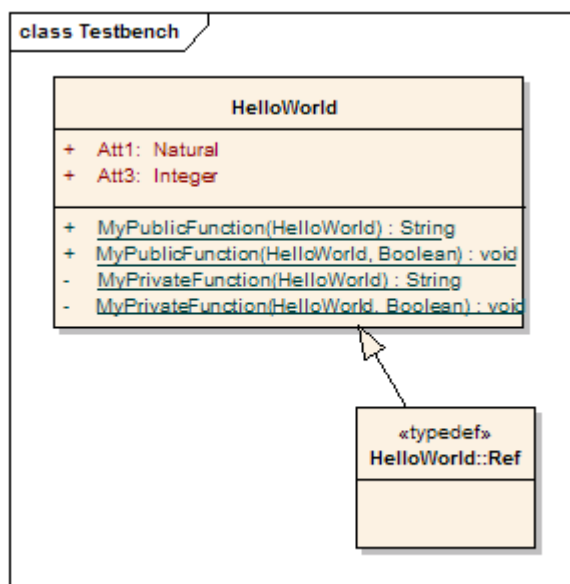 class Testbench
HelloWorld
+ Att1: Natural
+ Att3: Integer
+ MyPublicFunction(HelloWorld) : String
+ MyPublicFunction(HelloWorld, Boolean) : void
- MyPrivateFunction(HelloWorld) : String
- MyPrivateFunction(HelloWorld, Boolean) : void
«typedef»
HelloWorld::Ref